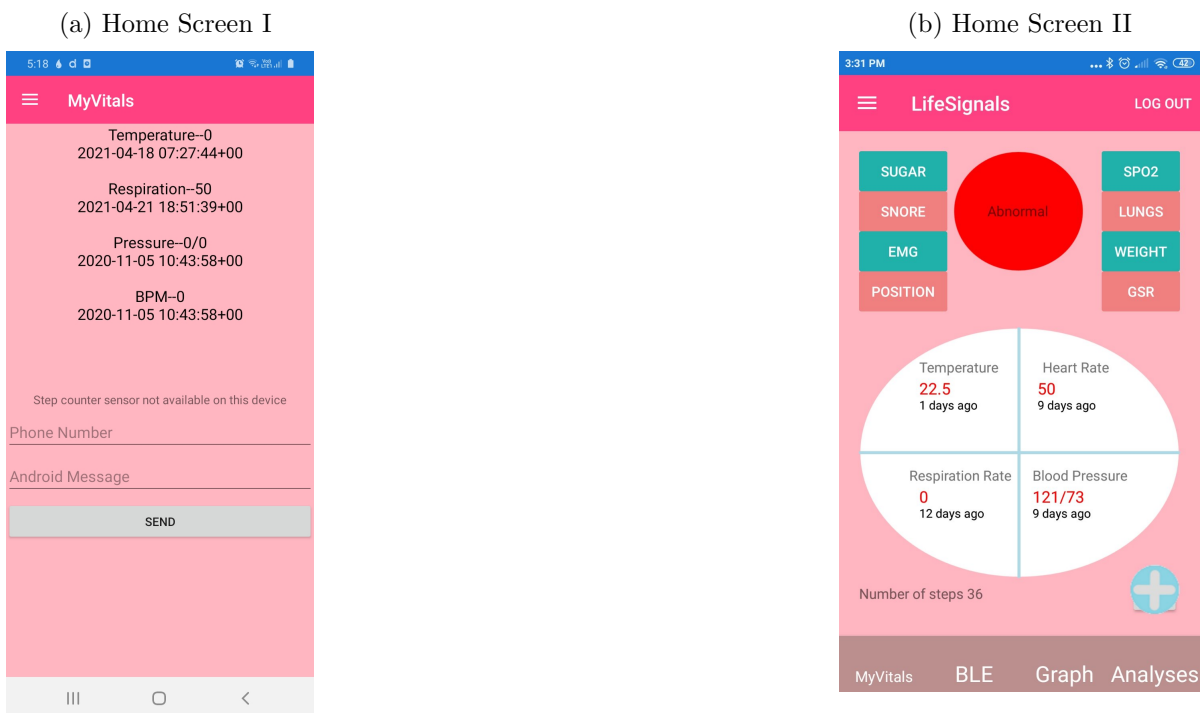 (a) Home Screen I
5:18
MyVitals
Temperature--0
2021-04-18 07:27:44+00
Respiration--50
2021-04-21 18:51:39+00
Pressure--0/0
2020-11-05 10:43:58+00
BPM--0
2020-11-05 10:43:58+00
Step counter sensor not available on this device
Phone Number
Android Message
SEND
(b) Home Screen II
3:31 PM
42
LifeSignals
LOG OUT
SUGAR
SPO2
SNORE
Abnormal
LUNGS
EMG
WEIGHT
POSITION
GSR
Temperature
22.5
1 days ago
Heart Rate
50
9 days ago
Respiration Rate
0
12 days ago
Blood Pressure
121/73
9 days ago
Number of steps 36
MyVitals
BLE
Graph
Analyses